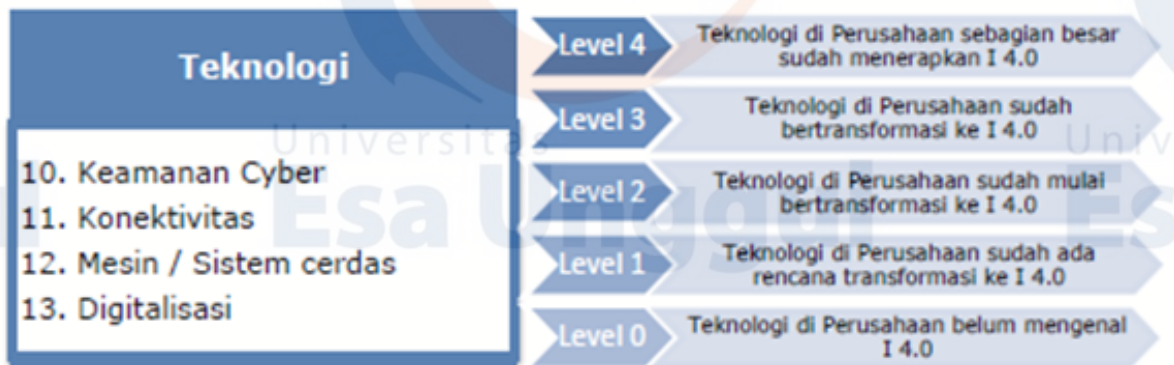 Teknologi
10. Keamanan Cyber
11. Konektivitas
12. Mesin / Sistem cerdas
13. Digitalisasi
Level 4
Teknologi di Perusahaan sebagian besar
sudah menerapkan I 4.0
Level 3
Teknologi di Perusahaan sudah
bertransformasi ke I 4.0
Level 2
Teknologi di Perusahaan sudah mulai
bertransformasi ke I 4.0
Level 1
Teknologi di Perusahaan sudah ada
rencana transformasi ke I 4.0
Level 0
Teknologi di Perusahaan belum mengenal
I 4.0
Universitas
Esa Unggul
Univ
Es